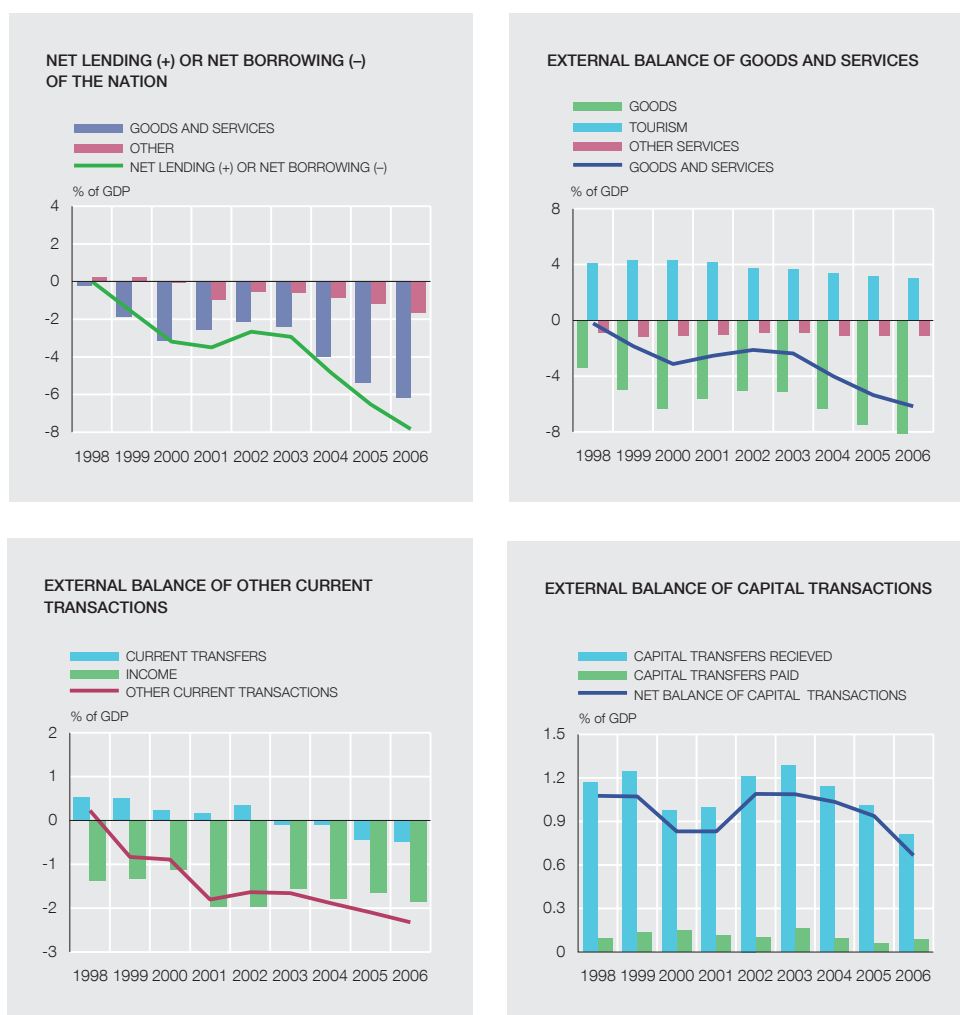 NET LENDING (+) OR NET BORROWING (–)
OF THE NATION
GOODS AND SERVICES
OTHER
NET LENDING (+) OR NET BORROWING (–)
% of GDP
4
2
0
-2
-4
-6
-8
1998 1999 2000 2001 2002 2003 2004 2005 2006
EXTERNAL BALANCE OF GOODS AND SERVICES
GOODS
TOURISM
OTHER SERVICES
GOODS AND SERVICES
% of GDP
8
4
0
-4
-8
1998 1999 2000 2001 2002 2003 2004 2005 2006
EXTERNAL BALANCE OF OTHER CURRENT
TRANSACTIONS
CURRENT TRANSFERS
INCOME
OTHER CURRENT TRANSACTIONS
% of GDP
2
1
0
-1
-2
-3
1998 1999 2000 2001 2002 2003 2004 2005 2006
EXTERNAL BALANCE OF CAPITAL TRANSACTIONS
CAPITAL TRANSFERS RECIEVED
CAPITAL TRANSFERS PAID
NET BALANCE OF CAPITAL TRANSACTIONS
% of GDP
1.5
1.2
0.9
0.6
0.3
0
1998 1999 2000 2001 2002 2003 2004 2005 2006